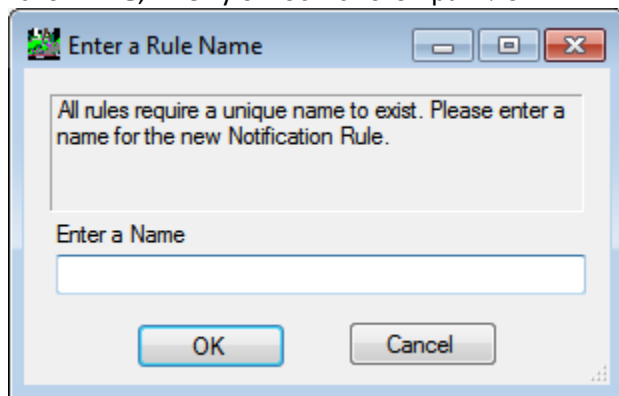 Enter a Rule Name
All rules require a unique name to exist. Please enter a
name for the new Notification Rule.
Enter a Name
OK Cancel